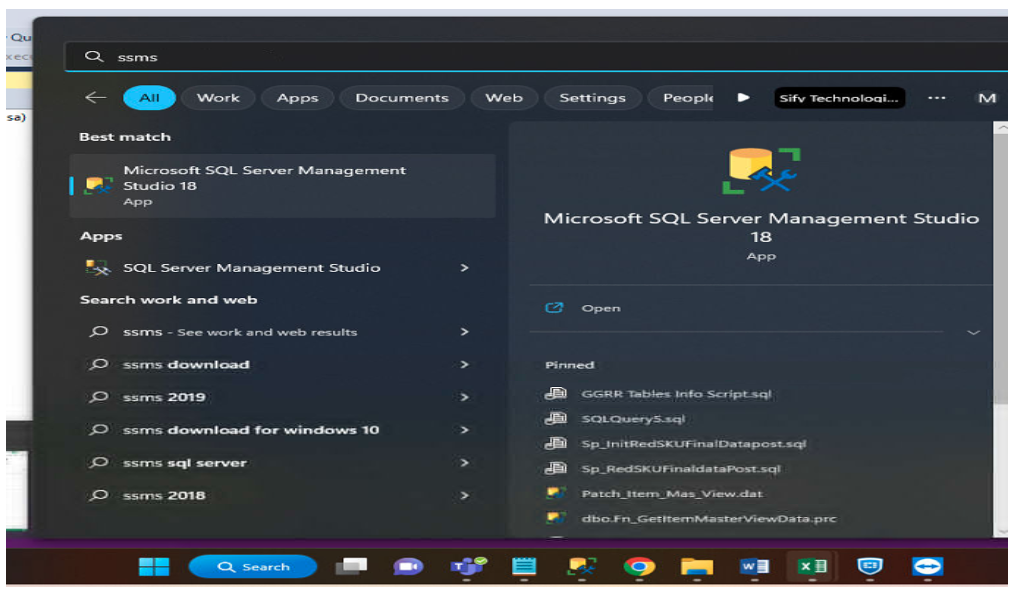 Qu
xec
sa)
ssms
All Work Apps Documents Web Settings People Sify Technologi... ... M
Best match
Microsoft SQL Server Management
Studio 18
App
Apps
SQL Server Management Studio
Search work and web
ssms - See work and web results
ssms download
ssms 2019
ssms download for windows 10
ssms sql server
ssms 2018
Microsoft SQL Server Management Studio
18
App
Open
Pinned
GGRR Tables Info Script.sql
SQLQuery5.sql
Sp_InitRedSKUFinalDatapost.sql
Sp_RedSKUFinaldataPost.sql
Patch_Item_Mas_View.dat
dbo.Fn_GetItemMasterViewData.prc
Search